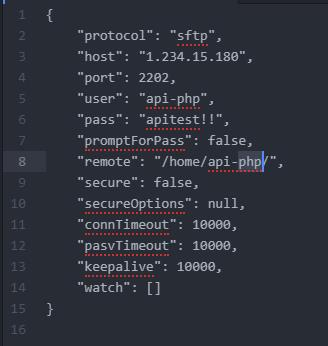 1 {
2 "protocol": "sftp",
3 "host": "1.234.15.180",
4 "port": 2202,
5 "user": "api-php",
6 "pass": "apitest!!",
7 "promptForPass": false,
8 "remote": "/home/api-php/",
9 "secure": false,
10 "secureOptions": null,
11 "connTimeout": 10000,
12 "pasvTimeout": 10000,
13 "keepalive": 10000,
14 "watch": []
15 }
16